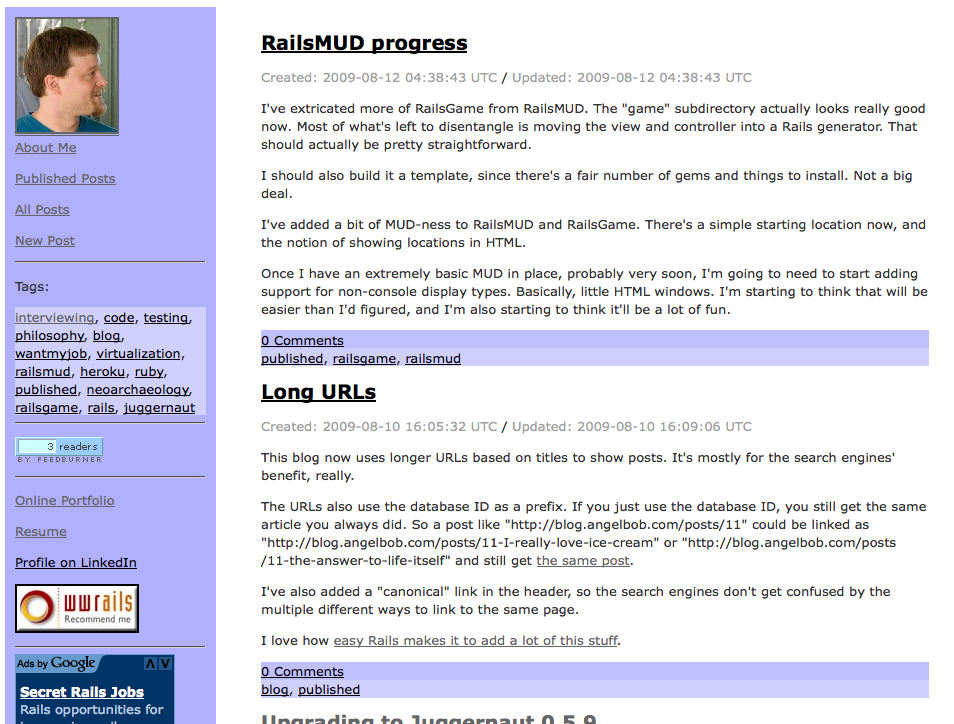 About Me
Published Posts
All Posts
New Post
Tags:
interviewing, code, testing,
philosophy, blog,
wantmyjob, virtualization,
railsmud, heroku, ruby,
published, neoarchaeology,
railsgame, rails, juggernaut
3 readers
BY FEEDBURNER
Online Portfolio
Resume
Profile on LinkedIn
wwrails
Recommend me
Ads by Google
Secret Rails Jobs
Rails opportunities for
RailsMUD progress
Created: 2009-08-12 04:38:43 UTC / Updated: 2009-08-12 04:38:43 UTC
I've extricated more of RailsGame from RailsMUD. The "game" subdirectory actually looks really good
now. Most of what's left to disentangle is moving the view and controller into a Rails generator. That
should actually be pretty straightforward.
I should also build it a template, since there's a fair number of gems and things to install. Not a big
deal.
I've added a bit of MUD-ness to RailsMUD and RailsGame. There's a simple starting location now, and
the notion of showing locations in HTML.
Once I have an extremely basic MUD in place, probably very soon, I'm going to need to start adding
support for non-console display types. Basically, little HTML windows. I'm starting to think that will be
easier than I'd figured, and I'm also starting to think it'll be a lot of fun.
0 Comments
published, railsgame, railsmud
Long URLs
Created: 2009-08-10 16:05:32 UTC / Updated: 2009-08-10 16:09:06 UTC
This blog now uses longer URLs based on titles to show posts. It's mostly for the search engines'
benefit, really.
The URLs also use the database ID as a prefix. If you just use the database ID, you still get the same
article you always did. So a post like "http://blog.angelbob.com/posts/11" could be linked as
"http://blog.angelbob.com/posts/11-I-really-love-ice-cream" or "http://blog.angelbob.com/posts
/11-the-answer-to-life-itself" and still get the same post.
I've also added a "canonical" link in the header, so the search engines don't get confused by the
multiple different ways to link to the same page.
I love how easy Rails makes it to add a lot of this stuff.
0 Comments
blog, published
Upgrading to Juggernaut 0.5.9